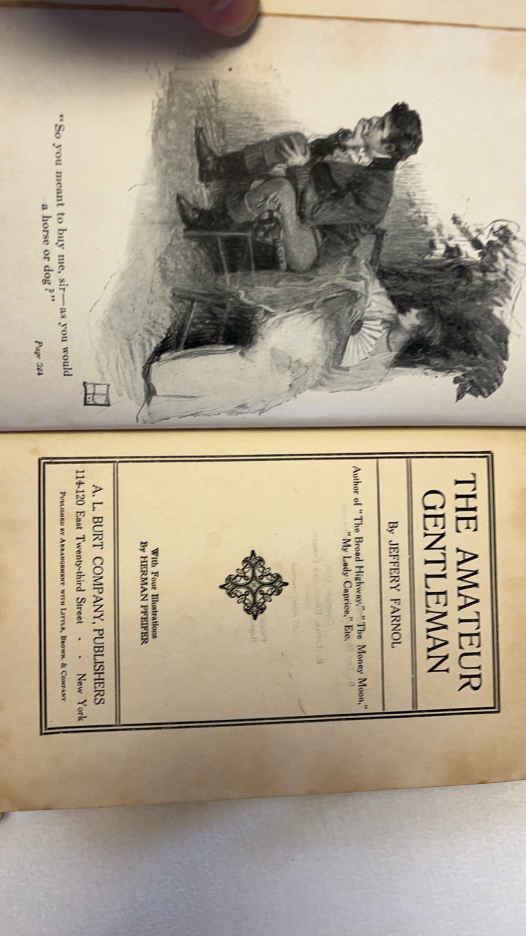 "So you meant to buy me, sir—as you would
a horse or dog?"
Page 344
THE AMATEUR
GENTLEMAN
By JEFFERY FARNOL
Author of "The Broad Highway," "The Money Moon,"
"My Lady Caprice," Etc.
With Four Illustrations
By HERMAN PFEIFER
A. L. BURT COMPANY, PUBLISHERS
114-120 East Twenty-third Street . . New York
PUBLISHED BY ARRANGEMENT WITH LITTLE, BROWN, & COMPANY